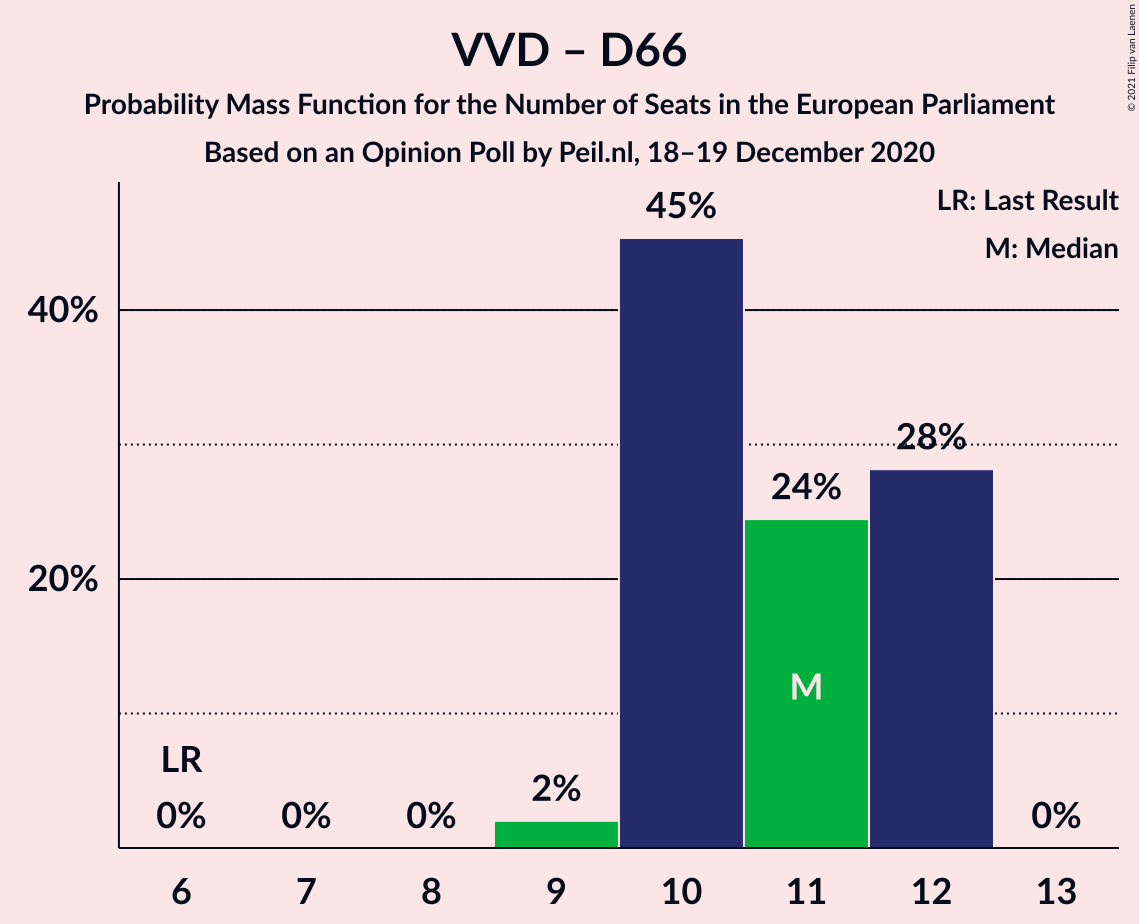 VVD – D66
Probability Mass Function for the Number of Seats in the European Parliament
Based on an Opinion Poll by Peil.nl, 18–19 December 2020
© 2021 Filip van Laenen
LR: Last Result
M: Median
45%
40%
28%
24%
20%
M
LR
2%
0% 0% 0% 0%
6 7 8 9 10 11 12 13